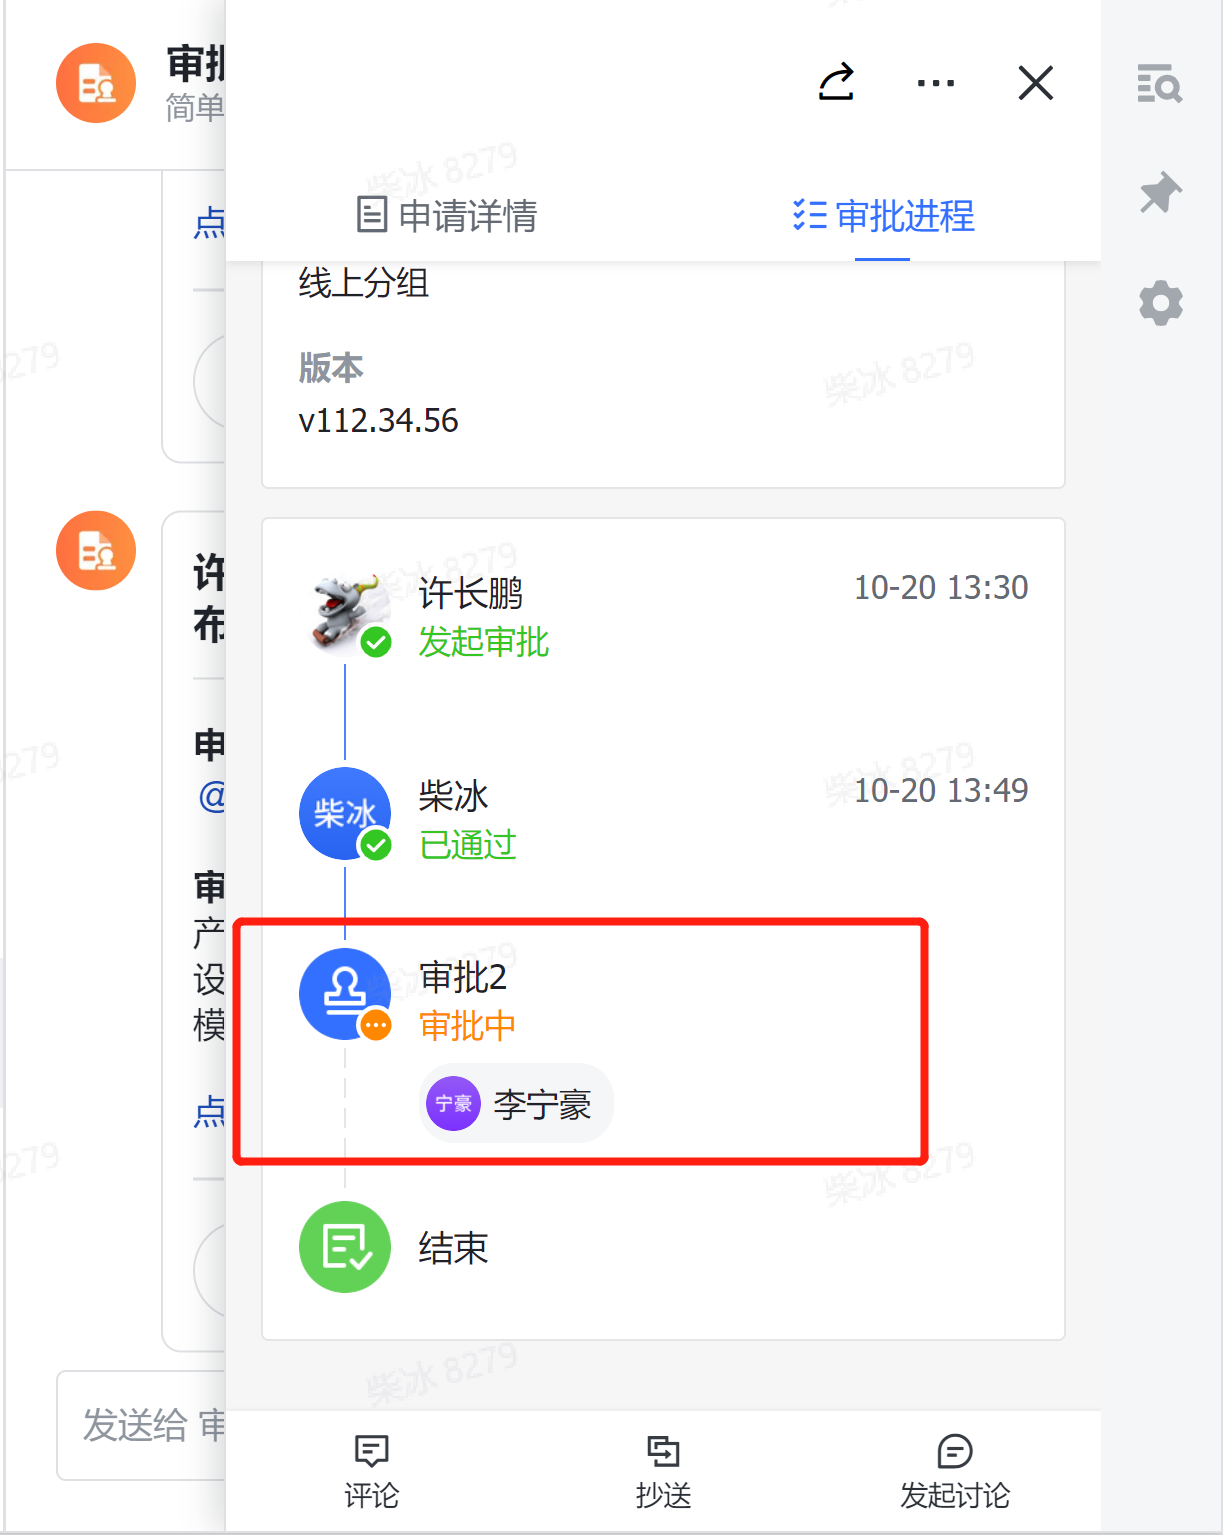 审批
简单
点
申请详情
审批进程
线上分组
版本
v112.34.56
许
布
申
@
审
产
设
模
点
许长鹏
10-20 13:30
发起审批
柴冰
柴冰
10-20 13:49
已通过
审批2
审批中
宁豪
李宁豪
结束
发送给 审
评论
抄送
发起讨论
柴冰 8279
柴冰 8279
柴冰 8279
柴冰 8279
柴冰 8279
柴冰 8279
柴冰 8279
8279
8279
8279